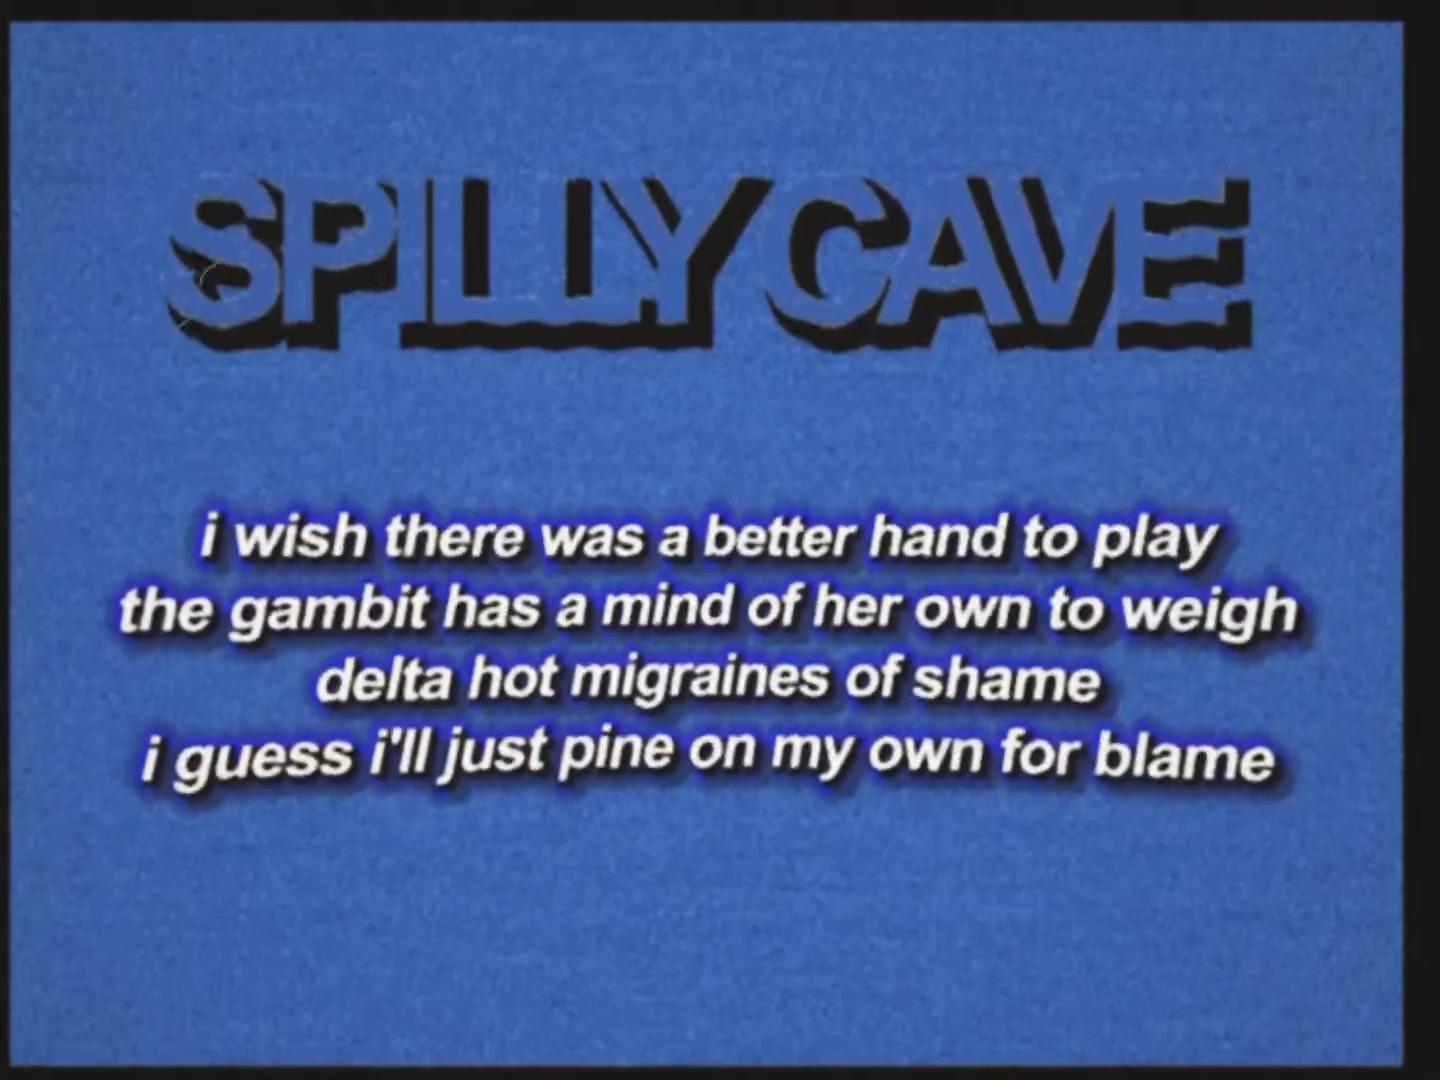 SPILLY CAVE
i wish there was a better hand to play
the gambit has a mind of her own to weigh
delta hot migraines of shame
i guess i'll just pine on my own for blame